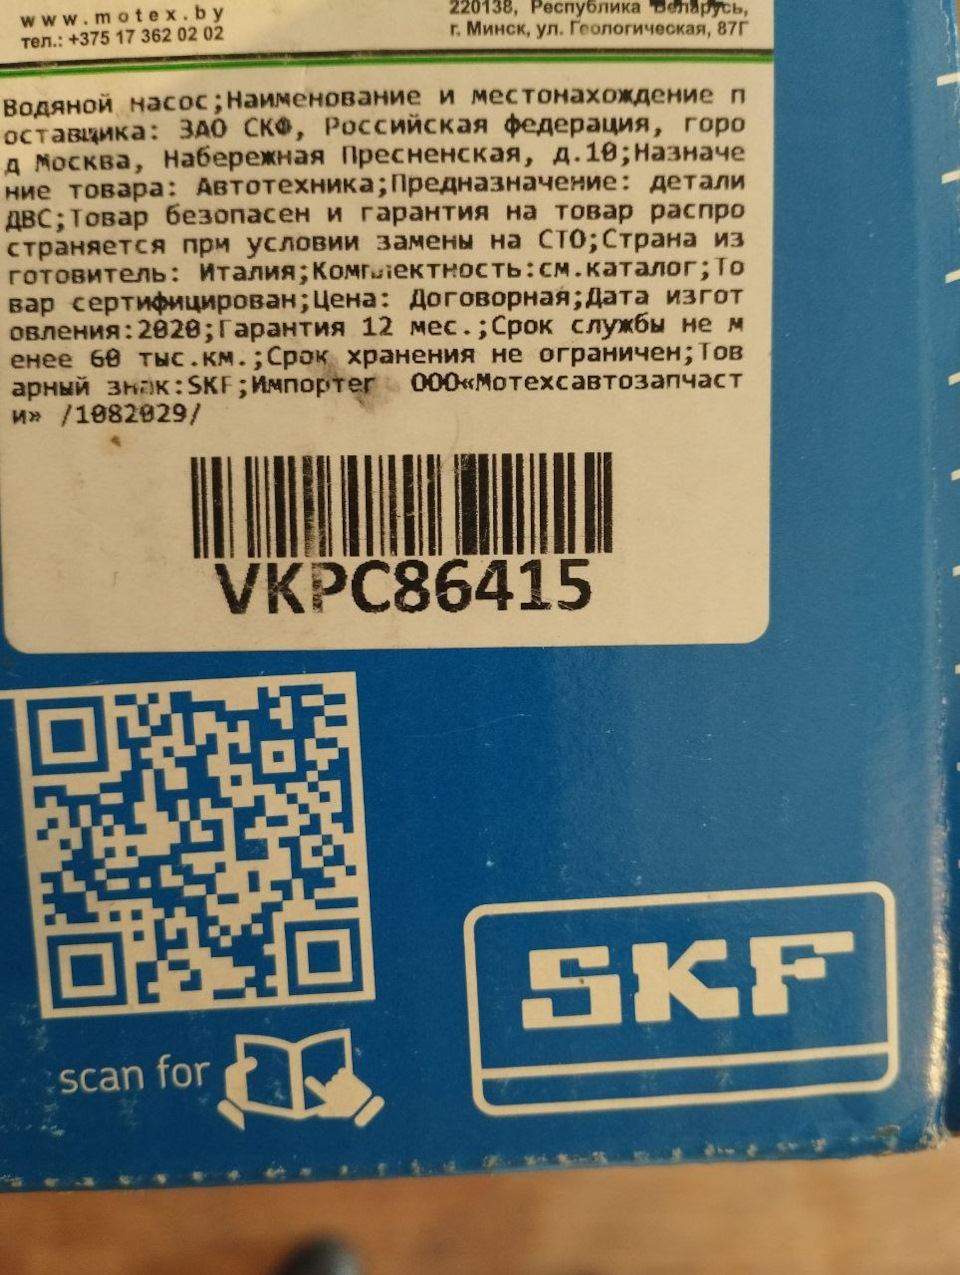 www.motex.by
тел.: +375 17 362 02 02
220138, Республика Беларусь,
г. Минск, ул. Геологическая, 87Г
Водяной насос;Наименование и местонахождение п
оставщика: ЗАО СКФ, Российская федерация, горо
д Москва, Набережная Пресненская, д.10;Назначе
ние товара: Автотехника;Предназначение: детали
ДВС;Товар безопасен и гарантия на товар распро
страняется при условии замены на СТО;Страна из
готовитель: Италия;Комплектность:см.каталог;То
вар сертифицирован;Цена: Договорная;Дата изгот
овления:2020;Гарантия 12 мес.;Срок службы не м
енее 60 тыс.км.;Срок хранения не ограничен;Тов
арный знак:SKF;Импортер ООО«Мотексавтозапчаст
и» /1082029/
VKPC86415
scan for
SKF